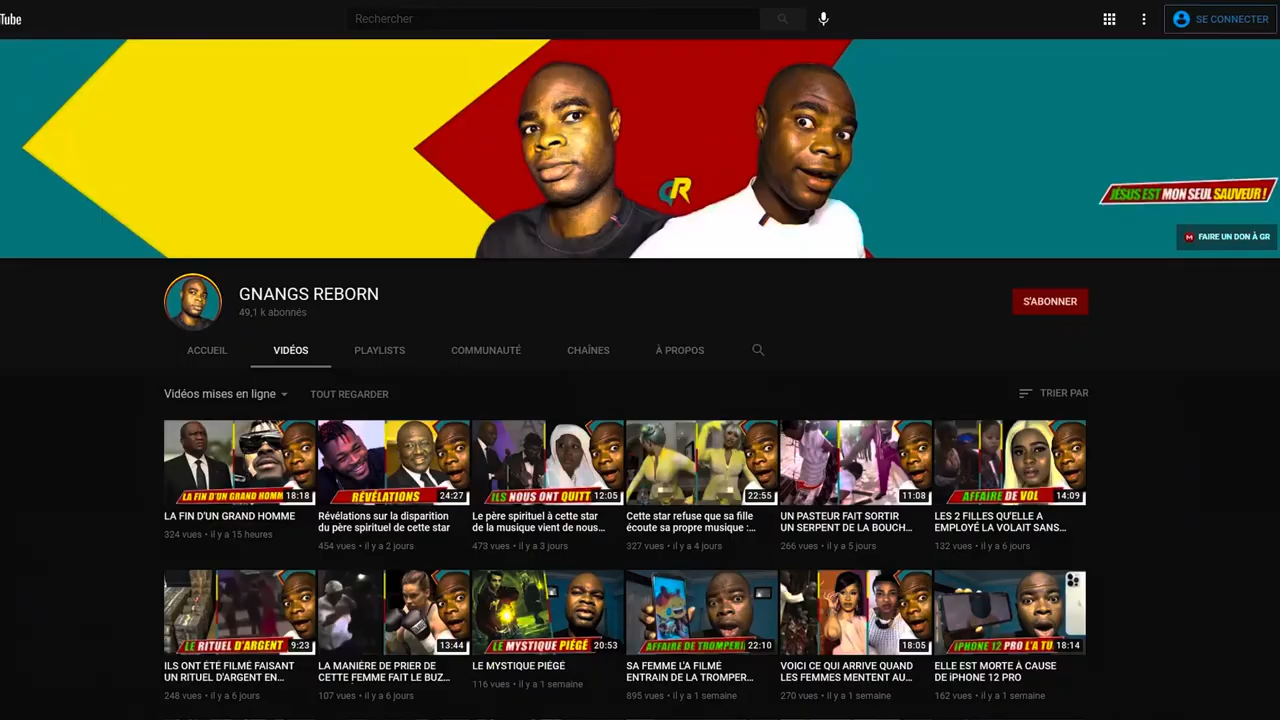 Tube
Rechercher
SE CONNECTER
GR
JÉSUS EST MON SEUL SAUVEUR !
FAIRE UN DON À GR
GNANGS REBORN
49,1 k abonnés
S'ABONNER
ACCUEIL VIDÉOS PLAYLISTS COMMUNAUTÉ CHAÎNES À PROPOS
Vidéos mises en ligne TOUT REGARDER TRIER PAR
LA FIN D'UN GRAND HOMM 18:18
RÉVÉLATIONS 24:27
ILS NOUS ONT QUITT 12:05
22:55
11:08
AFFAIRE DE VOL 14:09
LA FIN D'UN GRAND HOMME
324 vues • il y a 15 heures
Révélations sur la disparition
du père spirituel de cette star
454 vues • il y a 2 jours
Le père spirituel à cette star
de la musique vient de nous...
473 vues • il y a 3 jours
Cette star refuse que sa fille
écoute sa propre musique :...
327 vues • il y a 4 jours
UN PASTEUR FAIT SORTIR
UN SERPENT DE LA BOUCH...
266 vues • il y a 5 jours
LES 2 FILLES QU'ELLE A
EMPLOYÉ LA VOLAIT SANS...
132 vues • il y a 6 jours
LE RITUEL D'ARGENT 9:23
13:44
LE MYSTIQUE PIÉGÉ 20:53
AFFAIRE DE TROMPERI 22:10
18:05
IPHONE 12 PRO L'A TU 18:14
ILS ONT ÉTÉ FILMÉ FAISANT
UN RITUEL D'ARGENT EN...
248 vues • il y a 6 jours
LA MANIÈRE DE PRIER DE
CETTE FEMME FAIT LE BUZ...
107 vues • il y a 6 jours
LE MYSTIQUE PIÉGÉ
116 vues • il y a 1 semaine
SA FEMME L'A FILMÉ
ENTRAIN DE LA TROMPER...
895 vues • il y a 1 semaine
VOICI CE QUI ARRIVE QUAND
LES FEMMES MENTENT AU...
270 vues • il y a 1 semaine
ELLE EST MORTE À CAUSE
DE iPHONE 12 PRO
162 vues • il y a 1 semaine